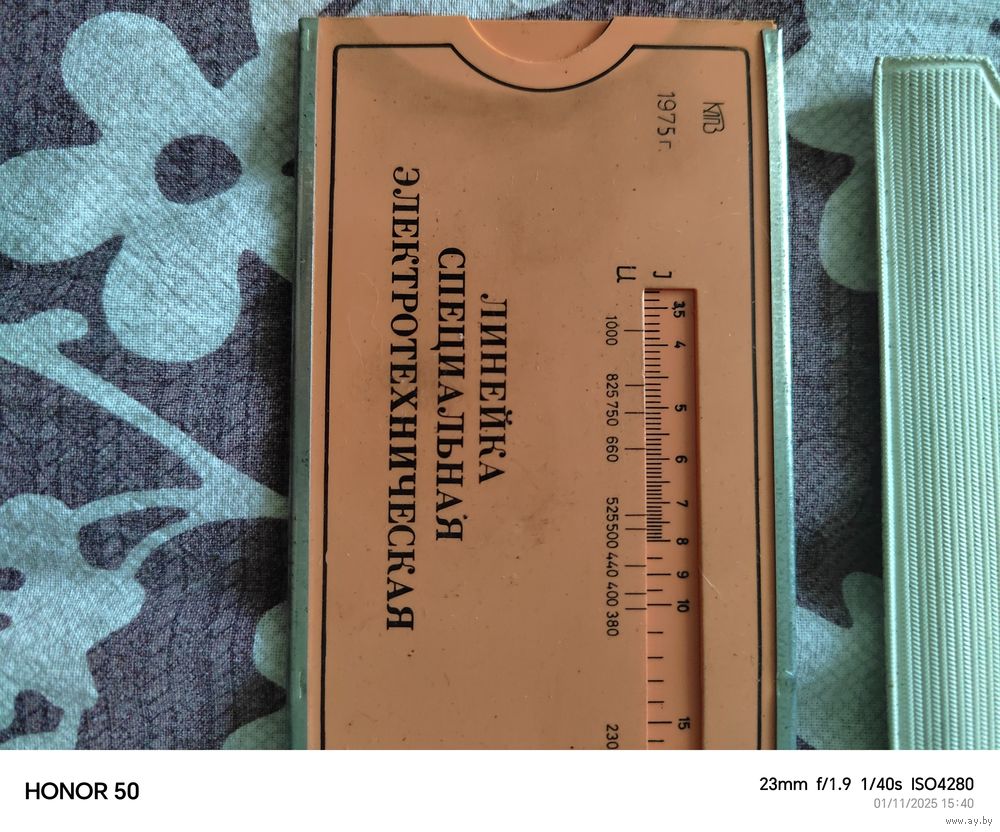 КПВ
1975 г.
ЛИНЕЙКА
СПЕЦИАЛЬНАЯ
ЭЛЕКТРОТЕХНИЧЕСКАЯ
J
3,5 4 5 6 7 8 9 10 15
U
1000 825 750 660 525 500 440 400 380 230
HONOR 50
23mm f/1.9 1/40s ISO4280
01/11/2025 15:40
www.ay.by